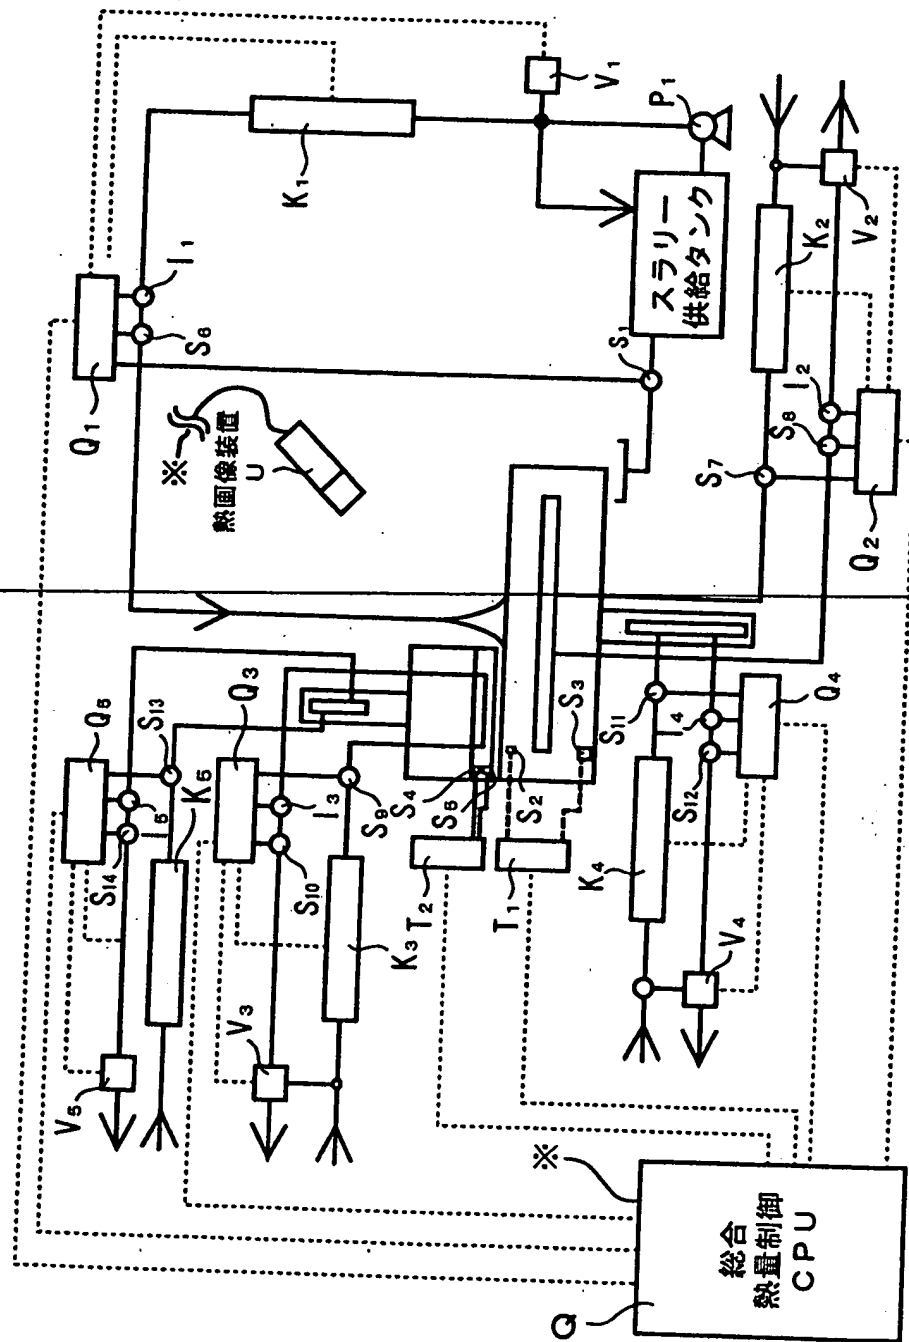 V5
S14
Q5
Q1
I5
S13
K5
※
S6
I1
熱画像装置
U
V3
Q3
K1
S10
I3
S9
K3
T2
S4
S5
T1
S2
S3
※
Q
K4
S11
I4
S12
V4
S1
V1
P1
スラリー
供給タンク
S7
総合
熱量制御
CPU
S8
I2
K2
Q4
Q2
V2